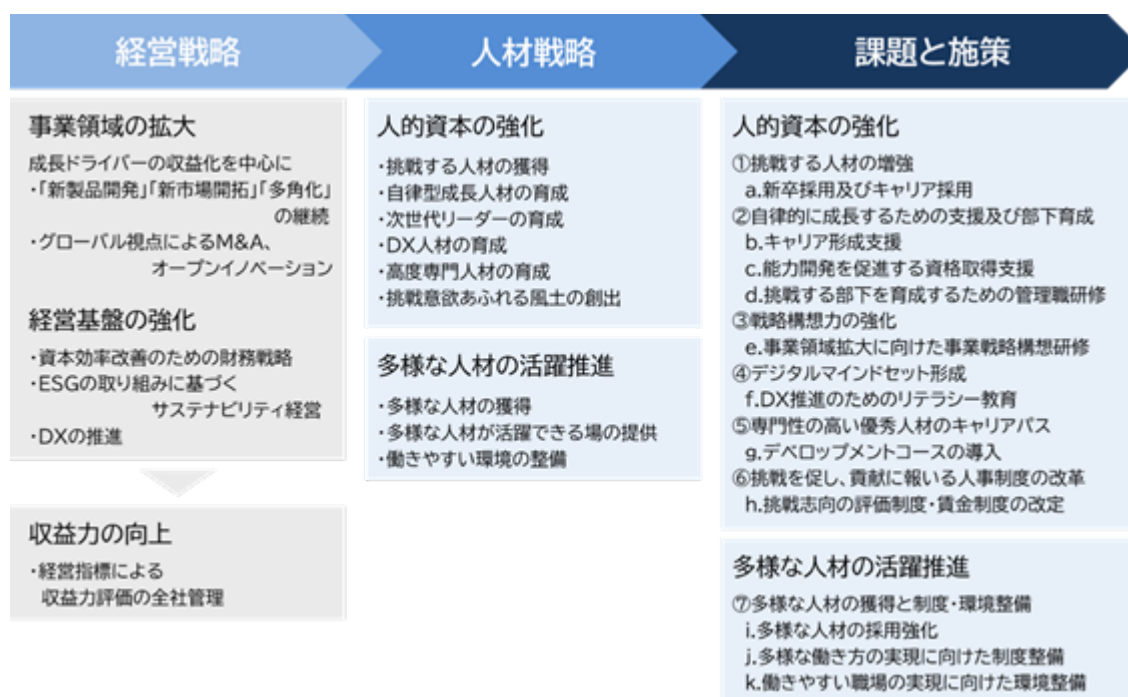 経営戦略
人材戦略
課題と施策
事業領域の拡大
成長ドライバーの収益化を中心に
・「新製品開発」「新市場開拓」「多角化」
の継続
・グローバル視点によるM&A、
オープンイノベーション
経営基盤の強化
・資本効率改善のための財務戦略
・ESGの取り組みに基づく
サステナビリティ経営
・DXの推進
収益力の向上
・経営指標による
収益力評価の全社管理
人的資本の強化
・挑戦する人材の獲得
・自律型成長人材の育成
・次世代リーダーの育成
・DX人材の育成
・高度専門人材の育成
・挑戦意欲あふれる風土の創出
多様な人材の活躍推進
・多様な人材の獲得
・多様な人材が活躍できる場の提供
・働きやすい環境の整備
人的資本の強化
①挑戦する人材の増強
a.新卒採用及びキャリア採用
②自律的に成長するための支援及び部下育成
b.キャリア形成支援
c.能力開発を促進する資格取得支援
d.挑戦する部下を育成するための管理職研修
③戦略構想力の強化
e.事業領域拡大に向けた事業戦略構想研修
④デジタルマインドセット形成
f.DX推進のためのリテラシー教育
⑤専門性の高い優秀人材のキャリアパス
g.デベロップメントコースの導入
⑥挑戦を促し、貢献に報いる人事制度の改革
h.挑戦志向の評価制度・賃金制度の改定
多様な人材の活躍推進
⑦多様な人材の獲得と制度・環境整備
i.多様な人材の採用強化
j.多様な働き方の実現に向けた制度整備
k.働きやすい職場の実現に向けた環境整備